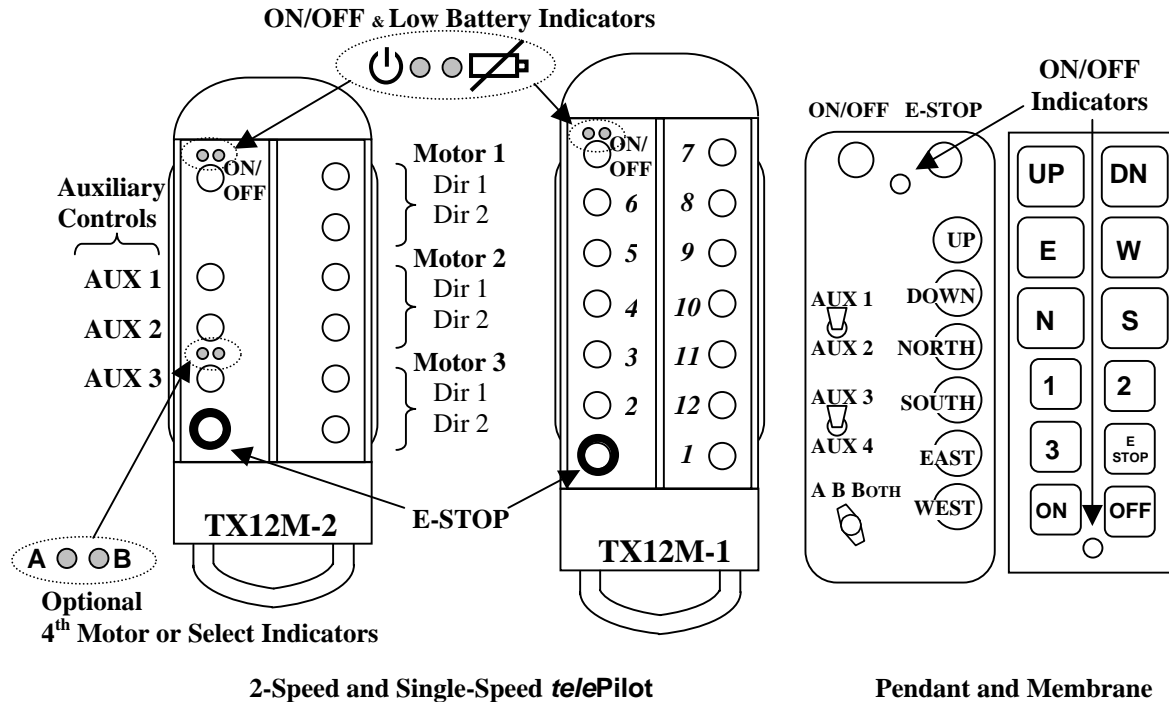 ON/OFF & Low Battery Indicators
ON/
OFF
Auxiliary
Controls
AUX 1
AUX 2
AUX 3
Motor 1
Dir 1
Dir 2
Motor 2
Dir 1
Dir 2
Motor 3
Dir 1
Dir 2
TX12M-2
E-STOP
A B
Optional
4th Motor or Select Indicators
ON/
OFF
7
6 8
5 9
4 10
3 11
2 12
1
TX12M-1
2-Speed and Single-Speed telePilot
ON/OFF E-STOP
ON/OFF
Indicators
UP
DOWN
NORTH
SOUTH
EAST
WEST
AUX 1
AUX 2
AUX 3
AUX 4
A B BOTH
UP DN
E W
N S
1 2
3 E
STOP
ON OFF
Pendant and Membrane